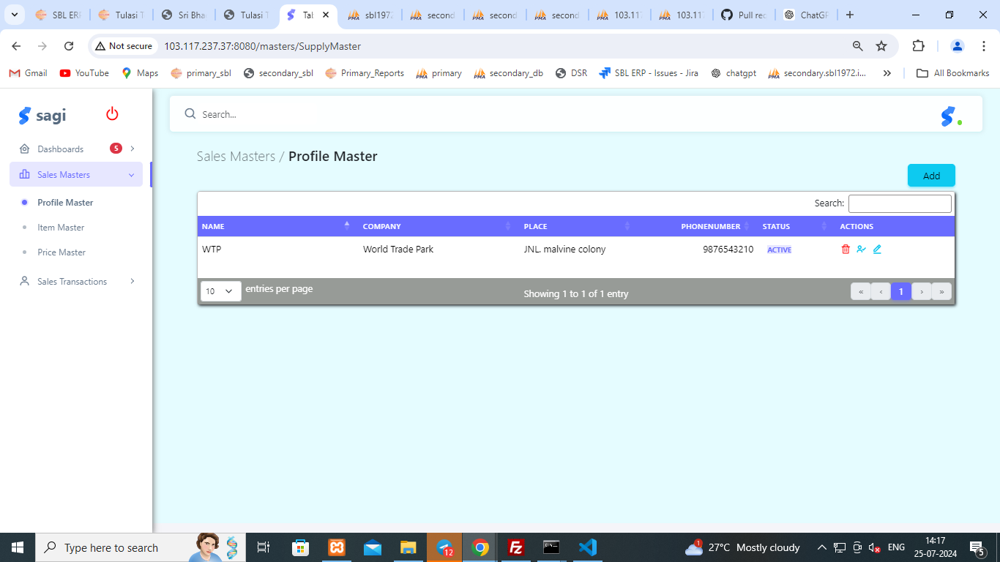 SBL ERP
Tulasi T
Sri Bha
Tulasi T
Tab
sbl1972
second
second
second
103.117
103.117
Pull rec
ChatGP
Not secure
103.117.237.37:8080/masters/SupplyMaster
Gmail
YouTube
Maps
primary_sbl
secondary_sbl
Primary_Reports
primary
secondary_db
DSR
SBL ERP - Issues - Jira
chatgpt
secondary.sbl1972.i...
All Bookmarks
sagi
Search...
Dashboards
5
Sales Masters
Profile Master
Item Master
Price Master
Sales Transactions
Sales Masters / Profile Master
Add
Search:
NAME COMPANY PLACE PHONENUMBER STATUS ACTIONS
WTP World Trade Park JNL. malvine colony 9876543210 ACTIVE
10 entries per page
Showing 1 to 1 of 1 entry
« ‹ 1 › »
Type here to search
12
1
27°C Mostly cloudy
ENG
14:17
25-07-2024
5